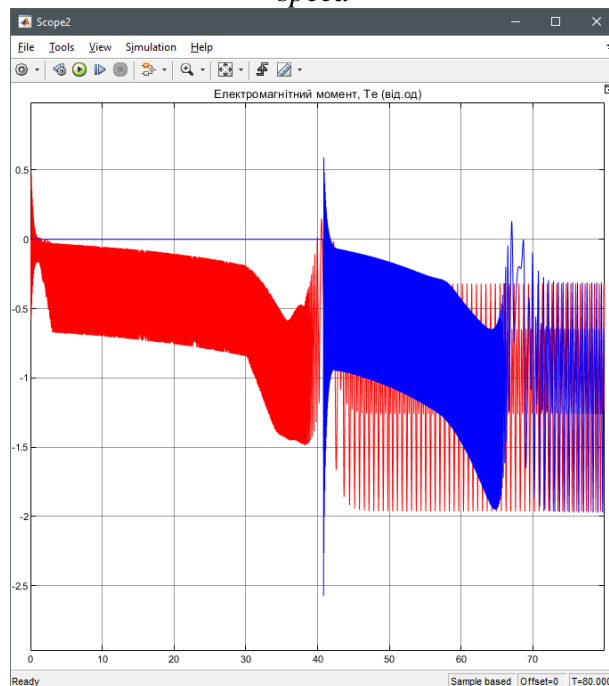 speed
Scope2
File Tools View Simulation Help
Електромагнітний момент, Te (від.од)
0.5
0
-0.5
-1
-1.5
-2
-2.5
0 10 20 30 40 50 60 70
Ready Sample based Offset=0 T=80.000